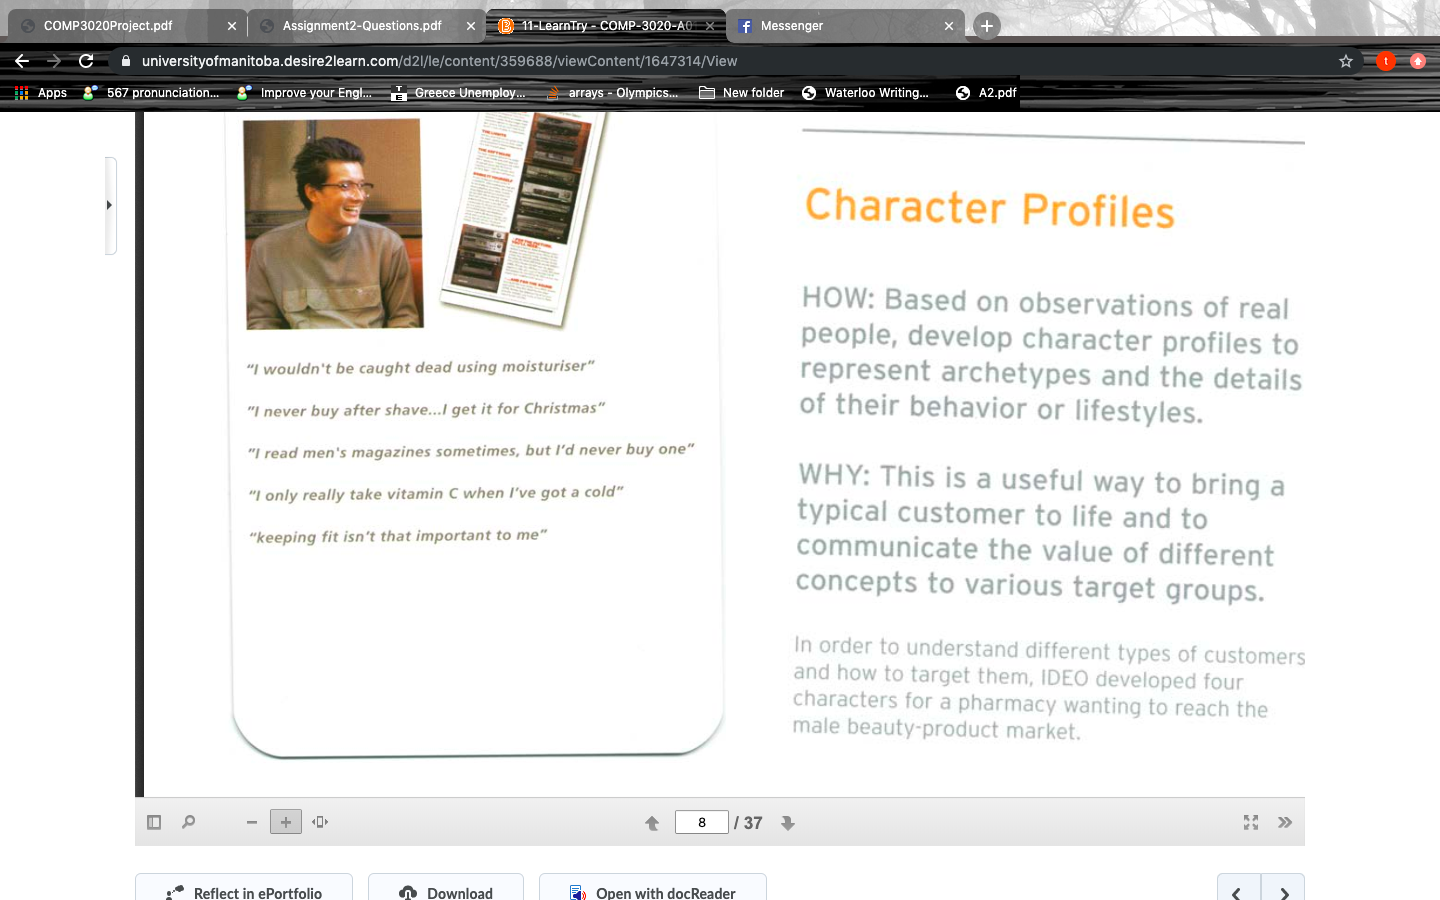 COMP3020Project.pdf
Assignment2-Questions.pdf
11-LearnTry - COMP-3020-A0
Messenger
universityofmanitoba.desire2learn.com/d2l/le/content/359688/viewContent/1647314/View
t
Apps
567 pronunciation...
Improve your Engl...
Greece Unemploy...
arrays - Olympics...
New folder
Waterloo Writing...
A2.pdf
"I wouldn't be caught dead using moisturiser"
"I never buy after shave...I get it for Christmas"
"I read men's magazines sometimes, but I'd never buy one"
"I only really take vitamin C when I've got a cold"
"keeping fit isn't that important to me"
Character Profiles
HOW: Based on observations of real
people, develop character profiles to
represent archetypes and the details
of their behavior or lifestyles.
WHY: This is a useful way to bring a
typical customer to life and to
communicate the value of different
concepts to various target groups.
In order to understand different types of customers
and how to target them, IDEO developed four
characters for a pharmacy wanting to reach the
male beauty-product market.
8 / 37
Reflect in ePortfolio
Download
Open with docReader